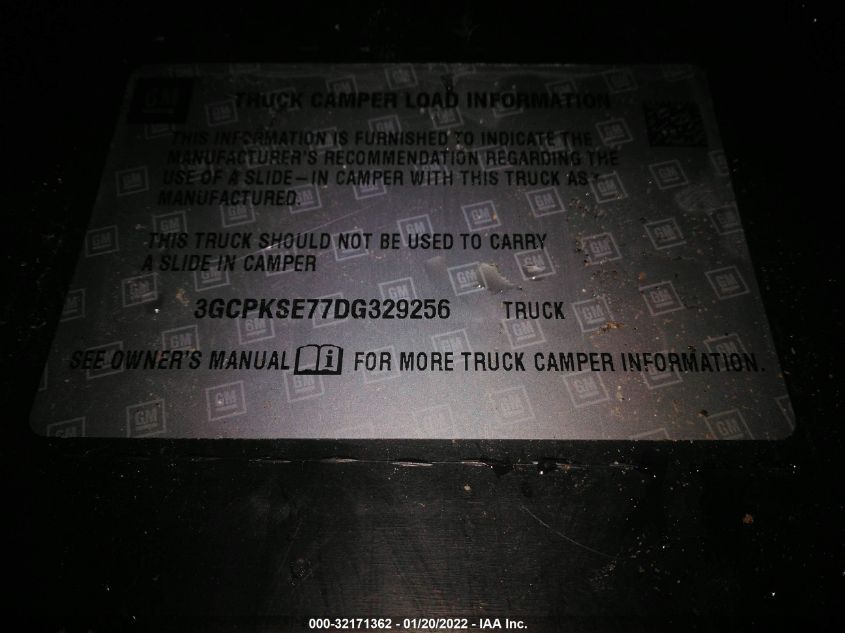 GM
TRUCK CAMPER LOAD INFORMATION
THIS INFORMATION IS FURNISHED TO INDICATE THE
MANUFACTURER'S RECOMMENDATION REGARDING THE
USE OF A SLIDE-IN CAMPER WITH THIS TRUCK AS
MANUFACTURED.
THIS TRUCK SHOULD NOT BE USED TO CARRY
A SLIDE IN CAMPER
3GCPKSE77DG329256 TRUCK
SEE OWNER'S MANUAL i FOR MORE TRUCK CAMPER INFORMATION.
000-32171362 - 01/20/2022 - IAA Inc.